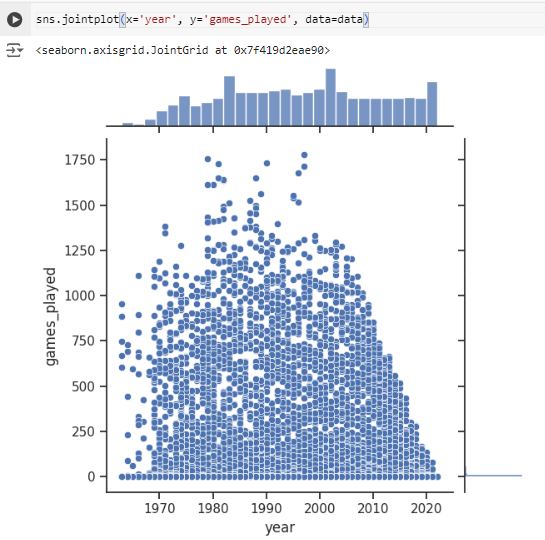 sns.jointplot(x='year', y='games_played', data=data)
<seaborn.axisgrid.JointGrid at 0x7f419d2eae90>
1750
1500
1250
1000
750
500
250
0
games_played
1970 1980 1990 2000 2010 2020
year